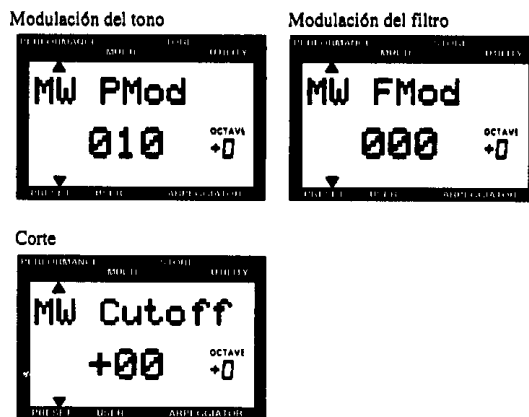 Modulación del tono
PERFORMANCE STORE
MULTI UTILITY
MW PMod
010 OCTAVE +0
PRESET USER ARPEGGIATOR
Modulación del filtro
PERFORMANCE STORE
MULTI UTILITY
MW FMod
000 OCTAVE +0
PRESET USER ARPEGGIATOR
Corte
PERFORMANCE STORE
MULTI UTILITY
MW Cutoff
+00 OCTAVE +0
PRESET USER ARPEGGIATOR